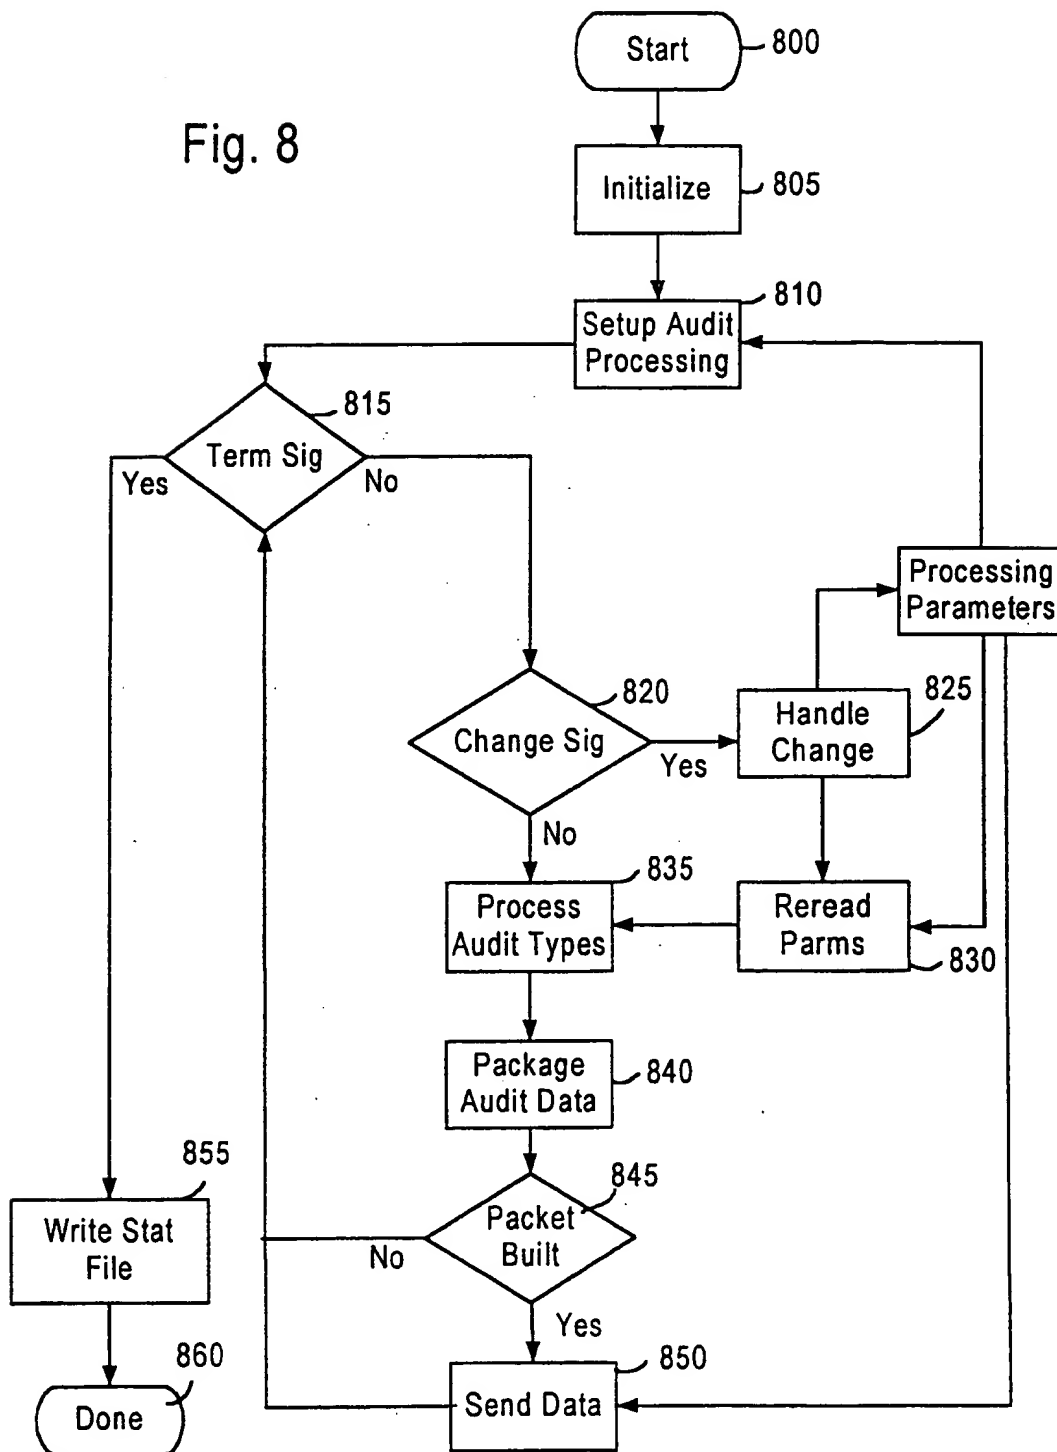 Fig. 8
Start
800
Initialize
805
810
Setup Audit
Processing
815
Term Sig
Yes
No
Processing
Parameters
820
Change Sig
Yes
No
825
Handle
Change
835
Process
Audit Types
Reread
Parms
830
Package
Audit Data
840
845
Packet
Built
No
Yes
855
Write Stat
File
850
Send Data
860
Done